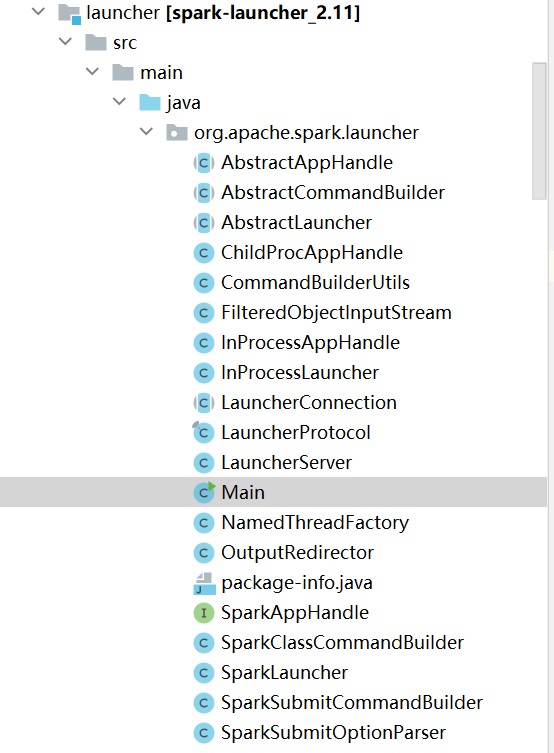 launcher [spark-launcher_2.11]
src
main
java
org.apache.spark.launcher
AbstractAppHandle
AbstractCommandBuilder
AbstractLauncher
ChildProcAppHandle
CommandBuilderUtils
FilteredObjectInputStream
InProcessAppHandle
InProcessLauncher
LauncherConnection
LauncherProtocol
LauncherServer
Main
NamedThreadFactory
OutputRedirector
package-info.java
SparkAppHandle
SparkClassCommandBuilder
SparkLauncher
SparkSubmitCommandBuilder
SparkSubmitOptionParser